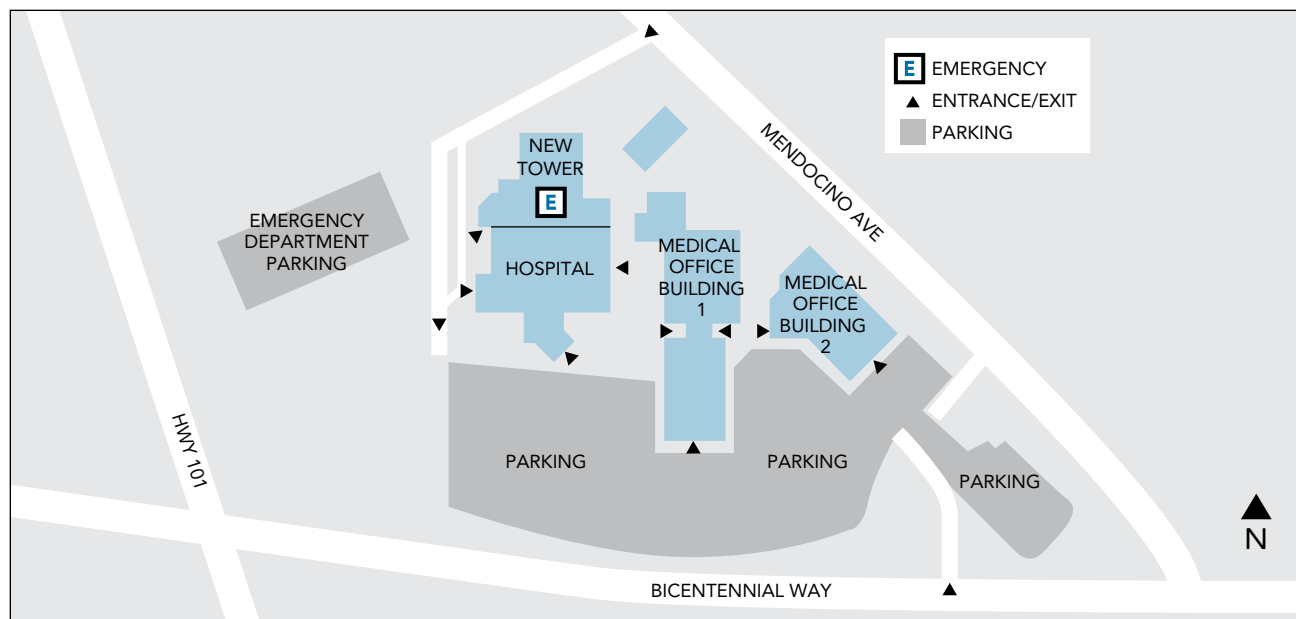 E EMERGENCY
ENTRANCE/EXIT
PARKING
MENDOCINO AVE
NEW
TOWER
E
EMERGENCY
DEPARTMENT
PARKING
HOSPITAL
MEDICAL
OFFICE
BUILDING
1
MEDICAL
OFFICE
BUILDING
2
HWY 101
PARKING
PARKING
PARKING
N
BICENTENNIAL WAY